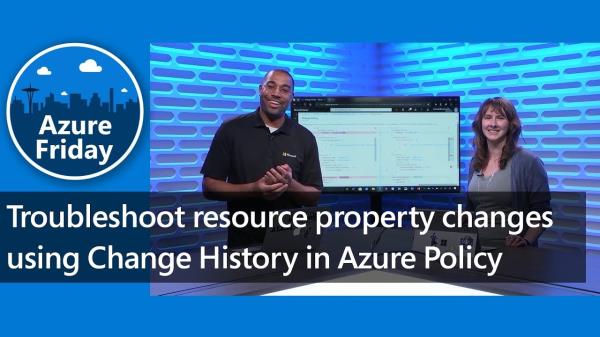 Azure
Friday
Troubleshoot resource property changes
using Change History in Azure Policy